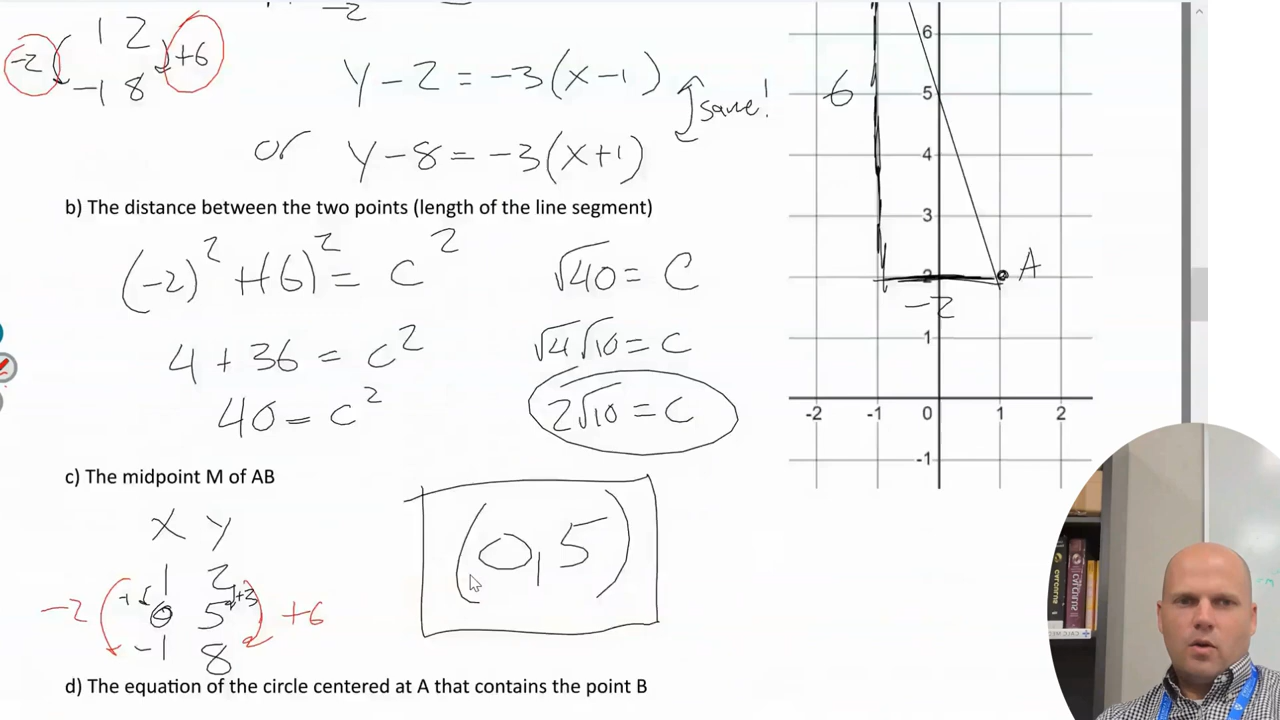 -2
1 2
-1 8
-2
+6
y-2=-3(x-1)
same!
or y-8=-3(x+1)
b) The distance between the two points (length of the line segment)
(-2)² + (6)² = c²
4+36 = c²
40 = c²
√40 = c
√4√10 = c
2√10 = c
c) The midpoint M of AB
x y
1 2
0 5
-1 8
-2
-1
+3
+6
(0,5)
d) The equation of the circle centered at A that contains the point B
6
5
4
3
2
1
-2 -1 0 1 2
-1
6
A
-2
CALCULUS